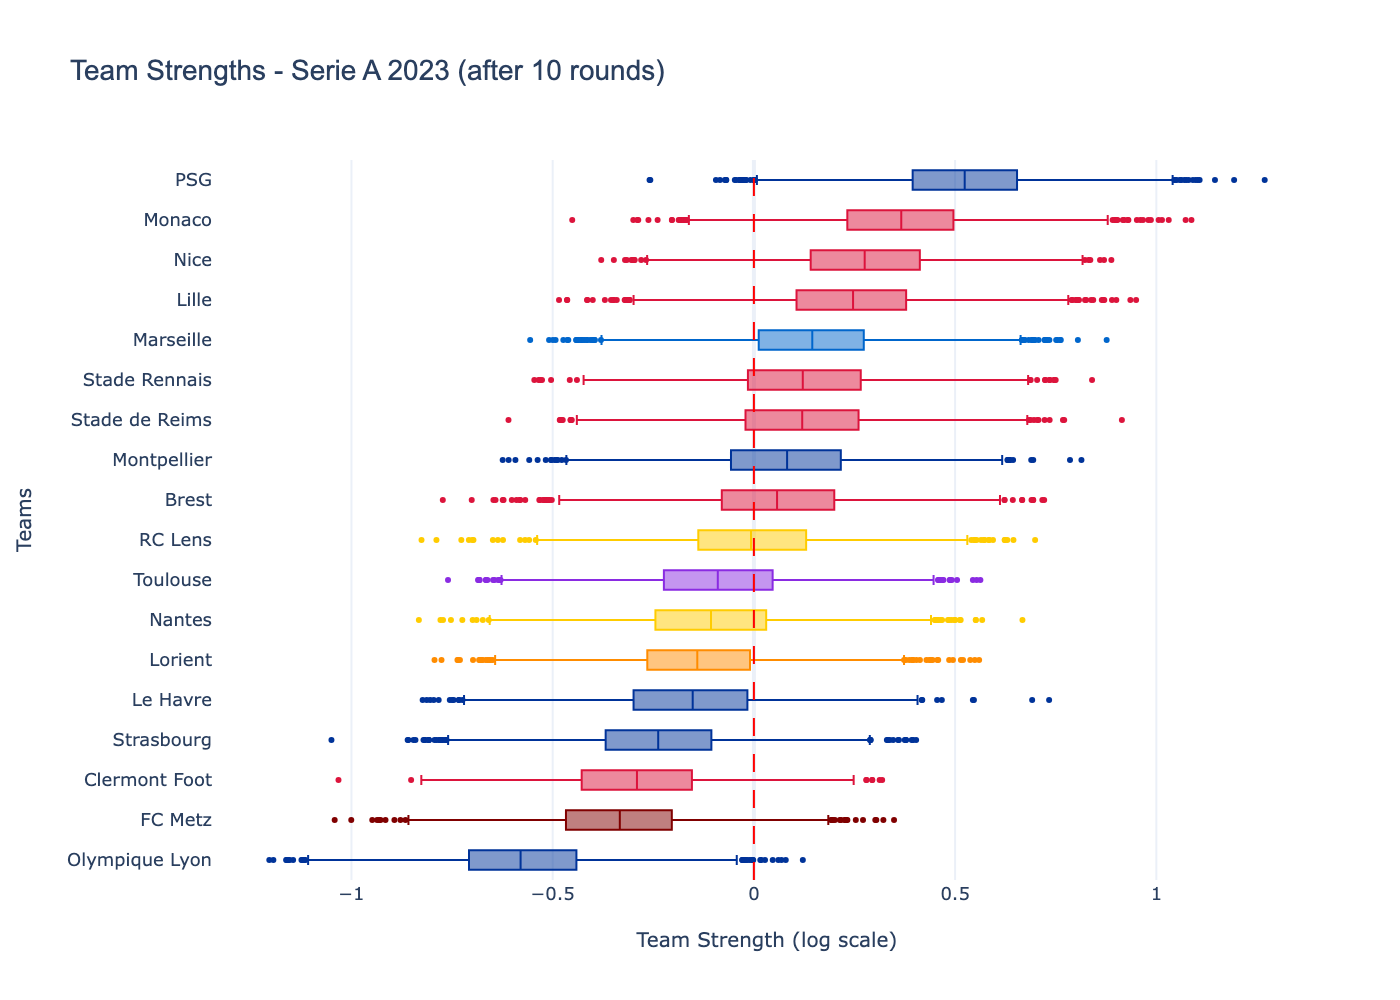 Team Strengths - Serie A 2023 (after 10 rounds)
PSG
Monaco
Nice
Lille
Marseille
Stade Rennais
Stade de Reims
Montpellier
Brest
RC Lens
Toulouse
Nantes
Lorient
Le Havre
Strasbourg
Clermont Foot
FC Metz
Olympique Lyon
Teams
−1 −0.5 0 0.5 1
Team Strength (log scale)